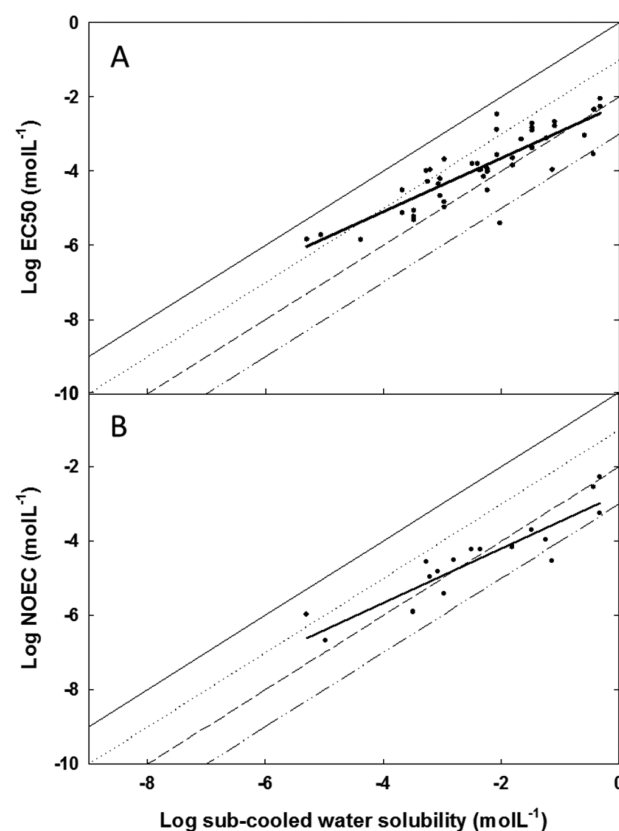 0
A
-2
-4
-6
-8
-10
Log EC50 (molL⁻¹)
B
-2
-4
-6
-8
-10
Log NOEC (molL⁻¹)
-8 -6 -4 -2 0
Log sub-cooled water solubility (molL⁻¹)